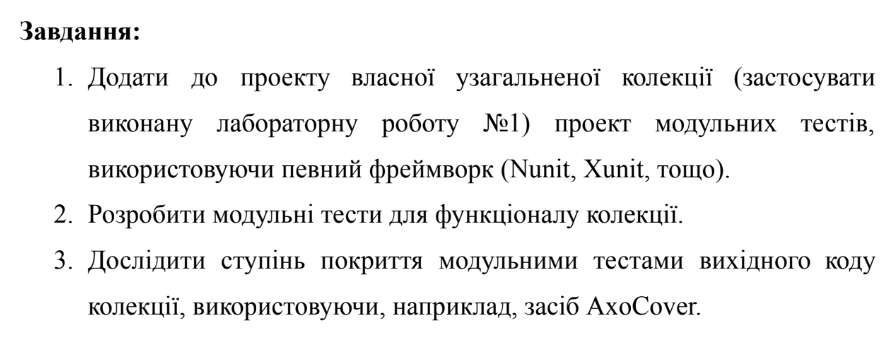 Завдання:
1. Додати до проекту власної узагальненої колекції (застосувати
виконану лабораторну роботу №1) проект модульних тестів,
використовуючи певний фреймворк (Nunit, Xunit, тощо).
2. Розробити модульні тести для функціоналу колекції.
3. Дослідити ступінь покриття модульними тестами вихідного коду
колекції, використовуючи, наприклад, засіб AxoCover.